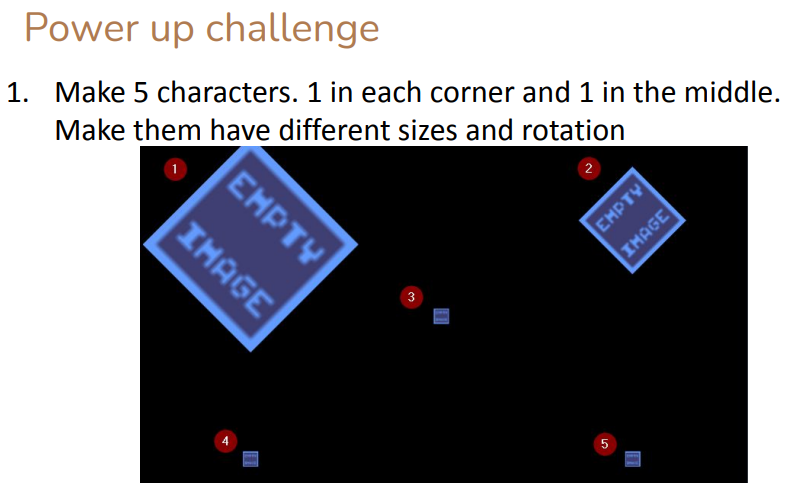 Power up challenge
1. Make 5 characters. 1 in each corner and 1 in the middle.
Make them have different sizes and rotation
1
EMPTY
IMAGE
2
EMPTY
IMAGE
3
4
5